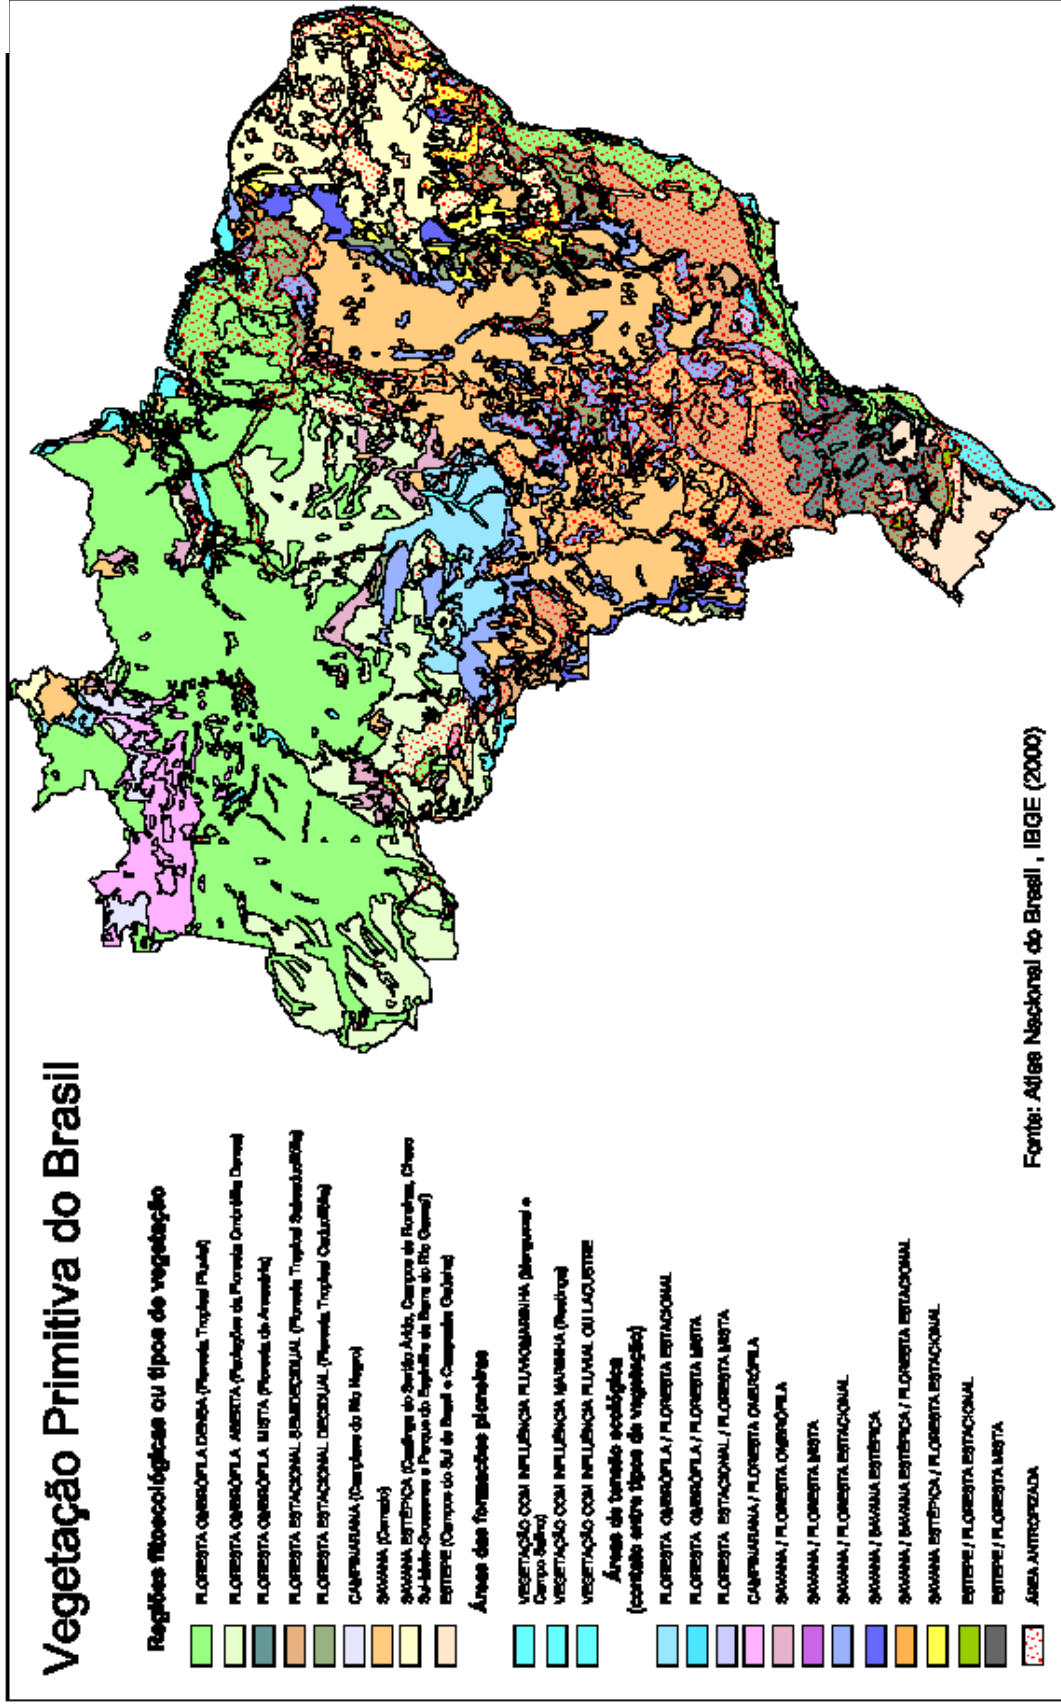 Vegetação Primitiva do Brasil
Regiões fitoecológicas ou tipos de vegetação
FLORESTA OMBRÓFILA DENSA (Floresta Tropical Pluvial)
FLORESTA OMBRÓFILA ABERTA (Faciações da Floresta Ombrófila Densa)
FLORESTA OMBRÓFILA MISTA (Floresta de Araucária)
FLORESTA ESTACIONAL SEMIDECIDUAL (Floresta Tropical Subcaducifólia)
FLORESTA ESTACIONAL DECIDUAL (Floresta Tropical Caducifólia)
CAMPINARANA (Campinas do Rio Negro)
SAVANA (Cerrado)
SAVANA ESTÉPICA (Caatinga do Sertão Árido, Campos de Roraima, Chaco
Sul-Mato-Grossense e Parque do Espinilho da Barra do Rio Quaraí)
ESTEPE (Campos do Sul do Brasil e Campanha Gaúcha)
Áreas das formações pioneiras
VEGETAÇÃO COM INFLUÊNCIA FLUVIOMARINHA (Manguezal e
Campo Salino)
VEGETAÇÃO COM INFLUÊNCIA MARINHA (Restinga)
VEGETAÇÃO COM INFLUÊNCIA FLUVIAL OU LACUSTRE
Áreas de tensão ecológica
(contato entre tipos de vegetação)
FLORESTA OMBRÓFILA / FLORESTA ESTACIONAL
FLORESTA OMBRÓFILA / FLORESTA MISTA
FLORESTA ESTACIONAL / FLORESTA MISTA
CAMPINARANA / FLORESTA OMBRÓFILA
SAVANA / FLORESTA OMBRÓFILA
SAVANA / FLORESTA MISTA
SAVANA / FLORESTA ESTACIONAL
SAVANA / SAVANA ESTÉPICA
SAVANA / SAVANA ESTÉPICA / FLORESTA ESTACIONAL
SAVANA ESTÉPICA / FLORESTA ESTACIONAL
ESTEPE / FLORESTA ESTACIONAL
ESTEPE / FLORESTA MISTA
ÁREA ANTROPIZADA
Fonte: Atlas Nacional do Brasil , IBGE (2000)